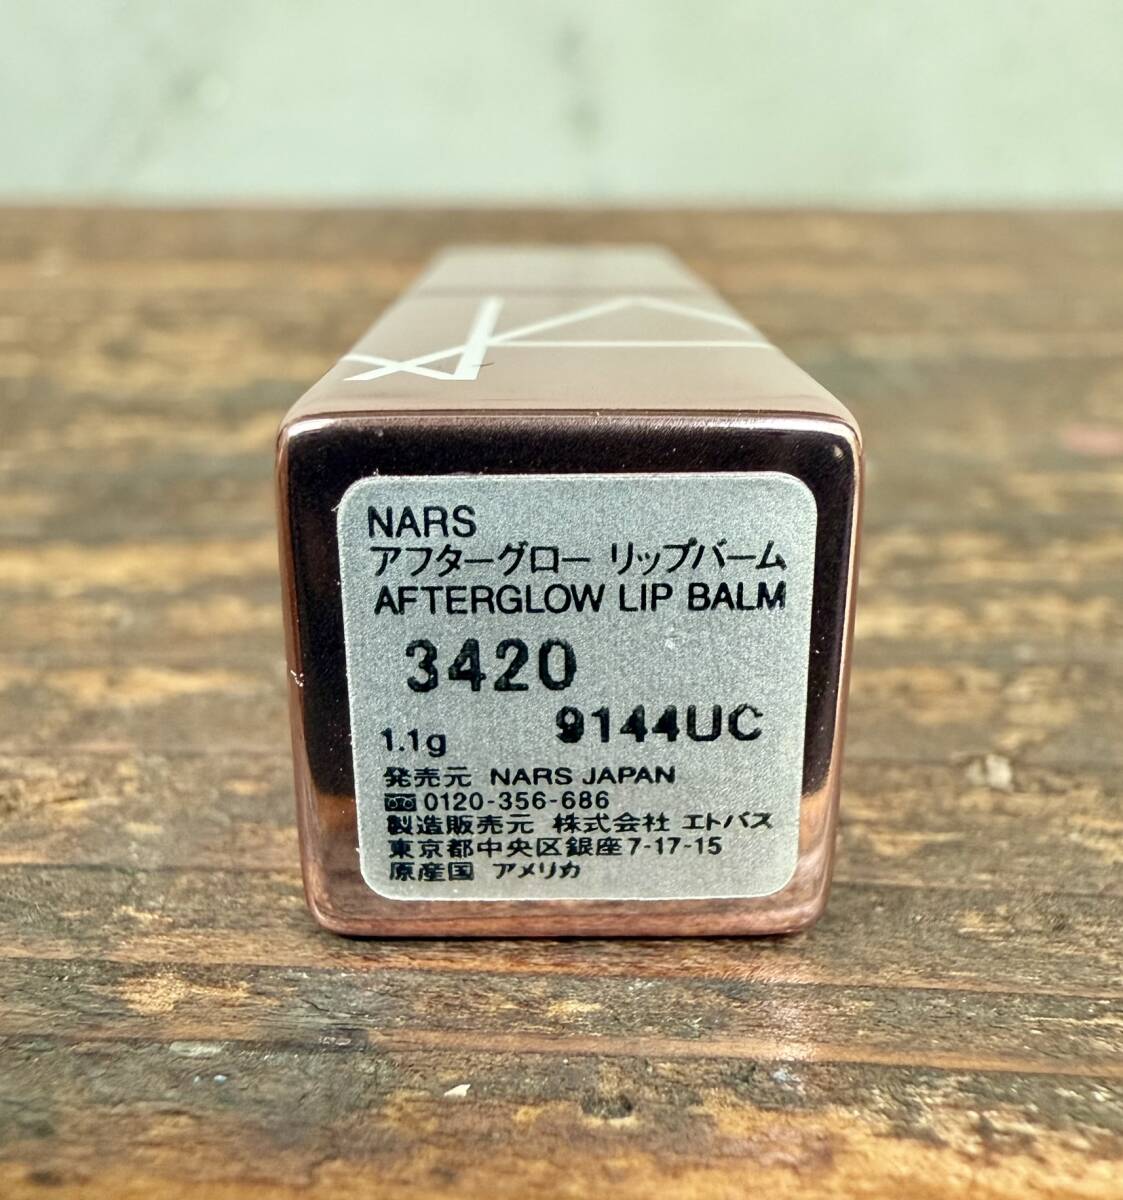 NARS
アフターグロー リップバーム
AFTERGLOW LIP BALM
3420
9144UC
1.1g
発売元 NARS JAPAN
0120-356-686
製造販売元 株式会社 エトバス
東京都中央区銀座7-17-15
原産国 アメリカ